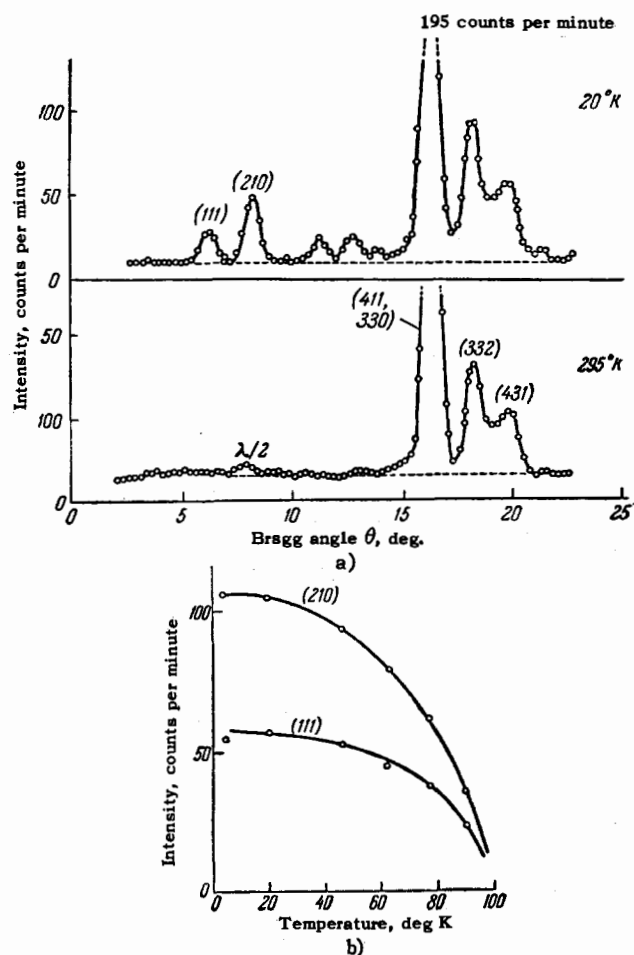 195 counts per minute
20°K
100
(210)
(111)
50
0
Intensity, counts per minute
(411,
330)
50
(332)
295°K
(431)
100
λ/2
0
0 5 10 15 20 25
Brsgg angle θ, deg.
a)
Intensity, counts per minute
100
(210)
(111)
50
0
0 20 40 60 80 100
Temperature, deg K
b)